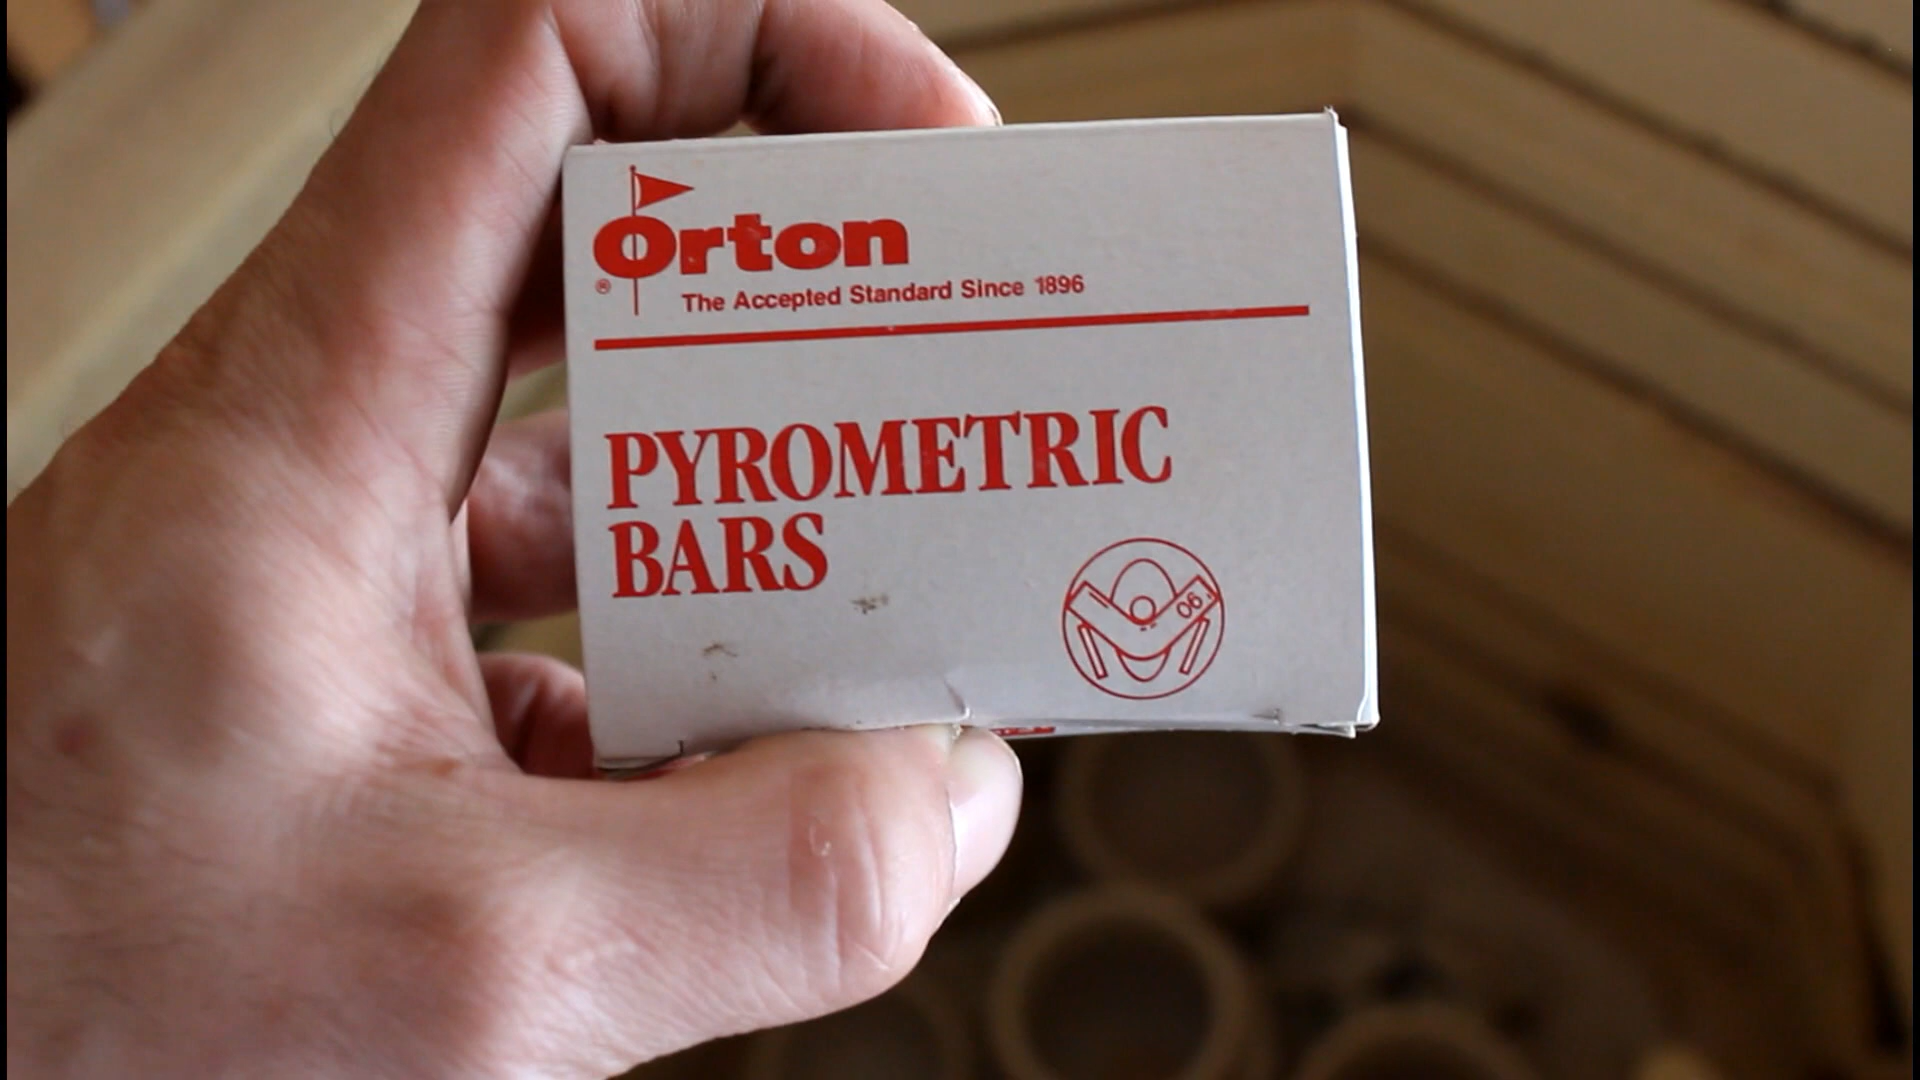 Orton
® The Accepted Standard Since 1896
PYROMETRIC
BARS
06